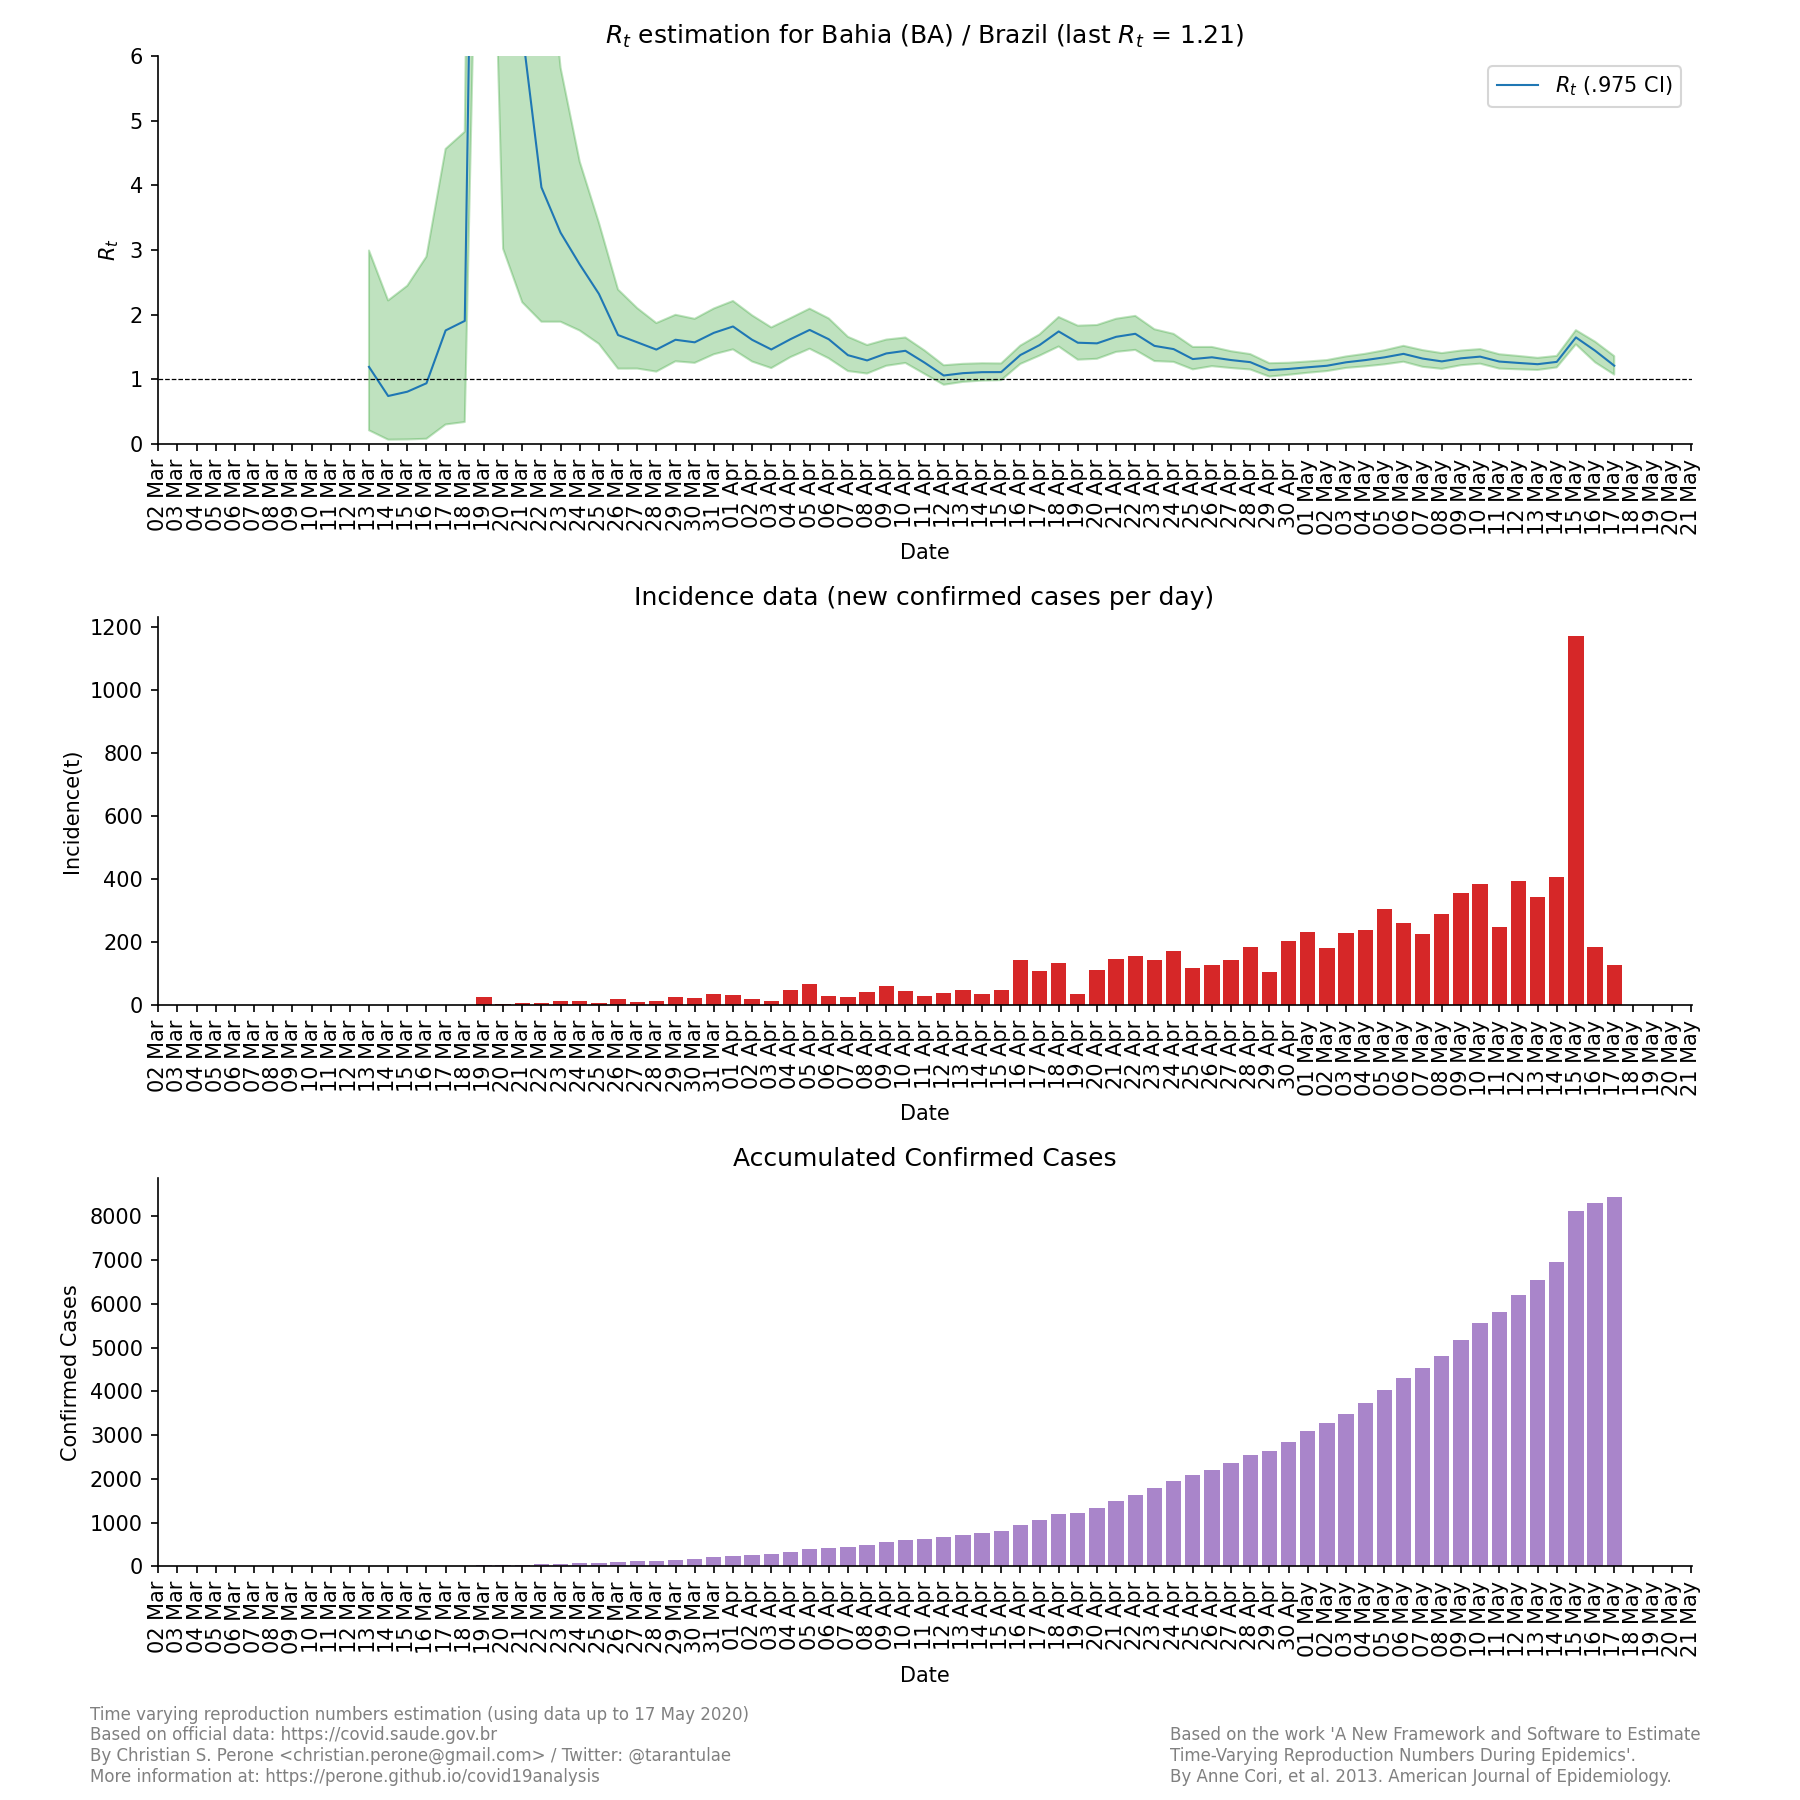 Rt estimation for Bahia (BA) / Brazil (last Rt = 1.21)
Rt (.975 CI)
6
5
4
3
2
1
0
Rt
02 Mar
03 Mar
04 Mar
05 Mar
06 Mar
07 Mar
08 Mar
09 Mar
10 Mar
11 Mar
12 Mar
13 Mar
14 Mar
15 Mar
16 Mar
17 Mar
18 Mar
19 Mar
20 Mar
21 Mar
22 Mar
23 Mar
24 Mar
25 Mar
26 Mar
27 Mar
28 Mar
29 Mar
30 Mar
31 Mar
01 Apr
02 Apr
03 Apr
04 Apr
05 Apr
06 Apr
07 Apr
08 Apr
09 Apr
10 Apr
11 Apr
12 Apr
13 Apr
14 Apr
15 Apr
16 Apr
17 Apr
18 Apr
19 Apr
20 Apr
21 Apr
22 Apr
23 Apr
24 Apr
25 Apr
26 Apr
27 Apr
28 Apr
29 Apr
30 Apr
01 May
02 May
03 May
04 May
05 May
06 May
07 May
08 May
09 May
10 May
11 May
12 May
13 May
14 May
15 May
16 May
17 May
18 May
19 May
20 May
21 May
Date
Incidence data (new confirmed cases per day)
1200
1000
800
600
400
200
0
Incidence(t)
02 Mar
03 Mar
04 Mar
05 Mar
06 Mar
07 Mar
08 Mar
09 Mar
10 Mar
11 Mar
12 Mar
13 Mar
14 Mar
15 Mar
16 Mar
17 Mar
18 Mar
19 Mar
20 Mar
21 Mar
22 Mar
23 Mar
24 Mar
25 Mar
26 Mar
27 Mar
28 Mar
29 Mar
30 Mar
31 Mar
01 Apr
02 Apr
03 Apr
04 Apr
05 Apr
06 Apr
07 Apr
08 Apr
09 Apr
10 Apr
11 Apr
12 Apr
13 Apr
14 Apr
15 Apr
16 Apr
17 Apr
18 Apr
19 Apr
20 Apr
21 Apr
22 Apr
23 Apr
24 Apr
25 Apr
26 Apr
27 Apr
28 Apr
29 Apr
30 Apr
01 May
02 May
03 May
04 May
05 May
06 May
07 May
08 May
09 May
10 May
11 May
12 May
13 May
14 May
15 May
16 May
17 May
18 May
19 May
20 May
21 May
Date
Accumulated Confirmed Cases
8000
7000
6000
5000
4000
3000
2000
1000
0
Confirmed Cases
02 Mar
03 Mar
04 Mar
05 Mar
06 Mar
07 Mar
08 Mar
09 Mar
10 Mar
11 Mar
12 Mar
13 Mar
14 Mar
15 Mar
16 Mar
17 Mar
18 Mar
19 Mar
20 Mar
21 Mar
22 Mar
23 Mar
24 Mar
25 Mar
26 Mar
27 Mar
28 Mar
29 Mar
30 Mar
31 Mar
01 Apr
02 Apr
03 Apr
04 Apr
05 Apr
06 Apr
07 Apr
08 Apr
09 Apr
10 Apr
11 Apr
12 Apr
13 Apr
14 Apr
15 Apr
16 Apr
17 Apr
18 Apr
19 Apr
20 Apr
21 Apr
22 Apr
23 Apr
24 Apr
25 Apr
26 Apr
27 Apr
28 Apr
29 Apr
30 Apr
01 May
02 May
03 May
04 May
05 May
06 May
07 May
08 May
09 May
10 May
11 May
12 May
13 May
14 May
15 May
16 May
17 May
18 May
19 May
20 May
21 May
Date
Time varying reproduction numbers estimation (using data up to 17 May 2020)
Based on official data: https://covid.saude.gov.br
By Christian S. Perone <christian.perone@gmail.com> / Twitter: @tarantulae
More information at: https://perone.github.io/covid19analysis
Based on the work 'A New Framework and Software to Estimate
Time-Varying Reproduction Numbers During Epidemics'.
By Anne Cori, et al. 2013. American Journal of Epidemiology.